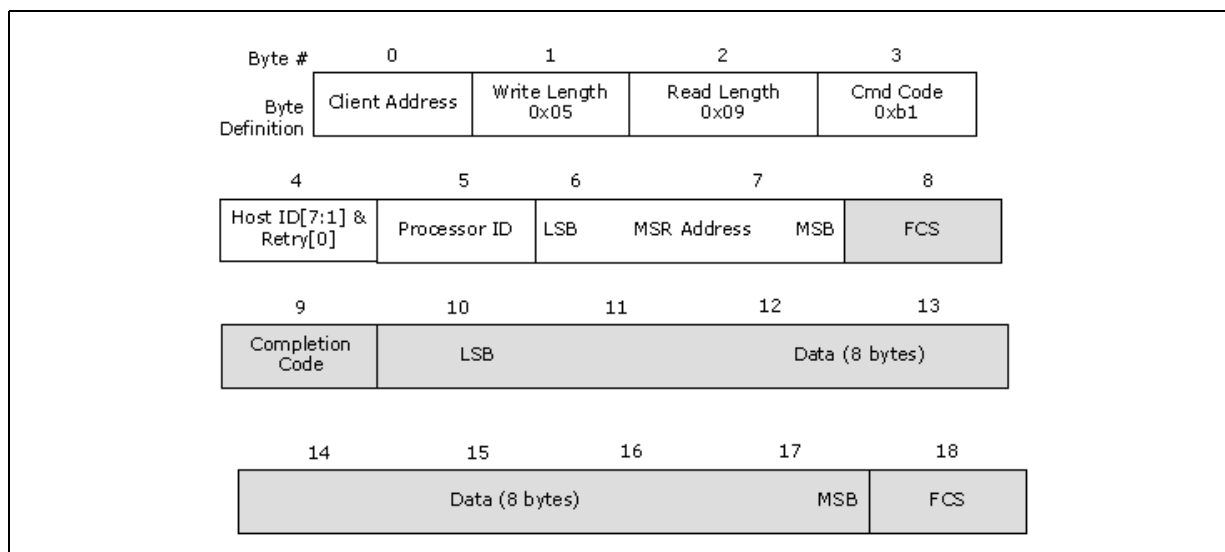 Byte # 0 1 2 3
Byte Definition
Client Address
Write Length
0x05
Read Length
0x09
Cmd Code
0xb1
4 5 6 7 8
Host ID[7:1] &
Retry[0]
Processor ID
LSB MSR Address MSB
FCS
9 10 11 12 13
Completion
Code
LSB Data (8 bytes)
14 15 16 17 18
Data (8 bytes) MSB
FCS